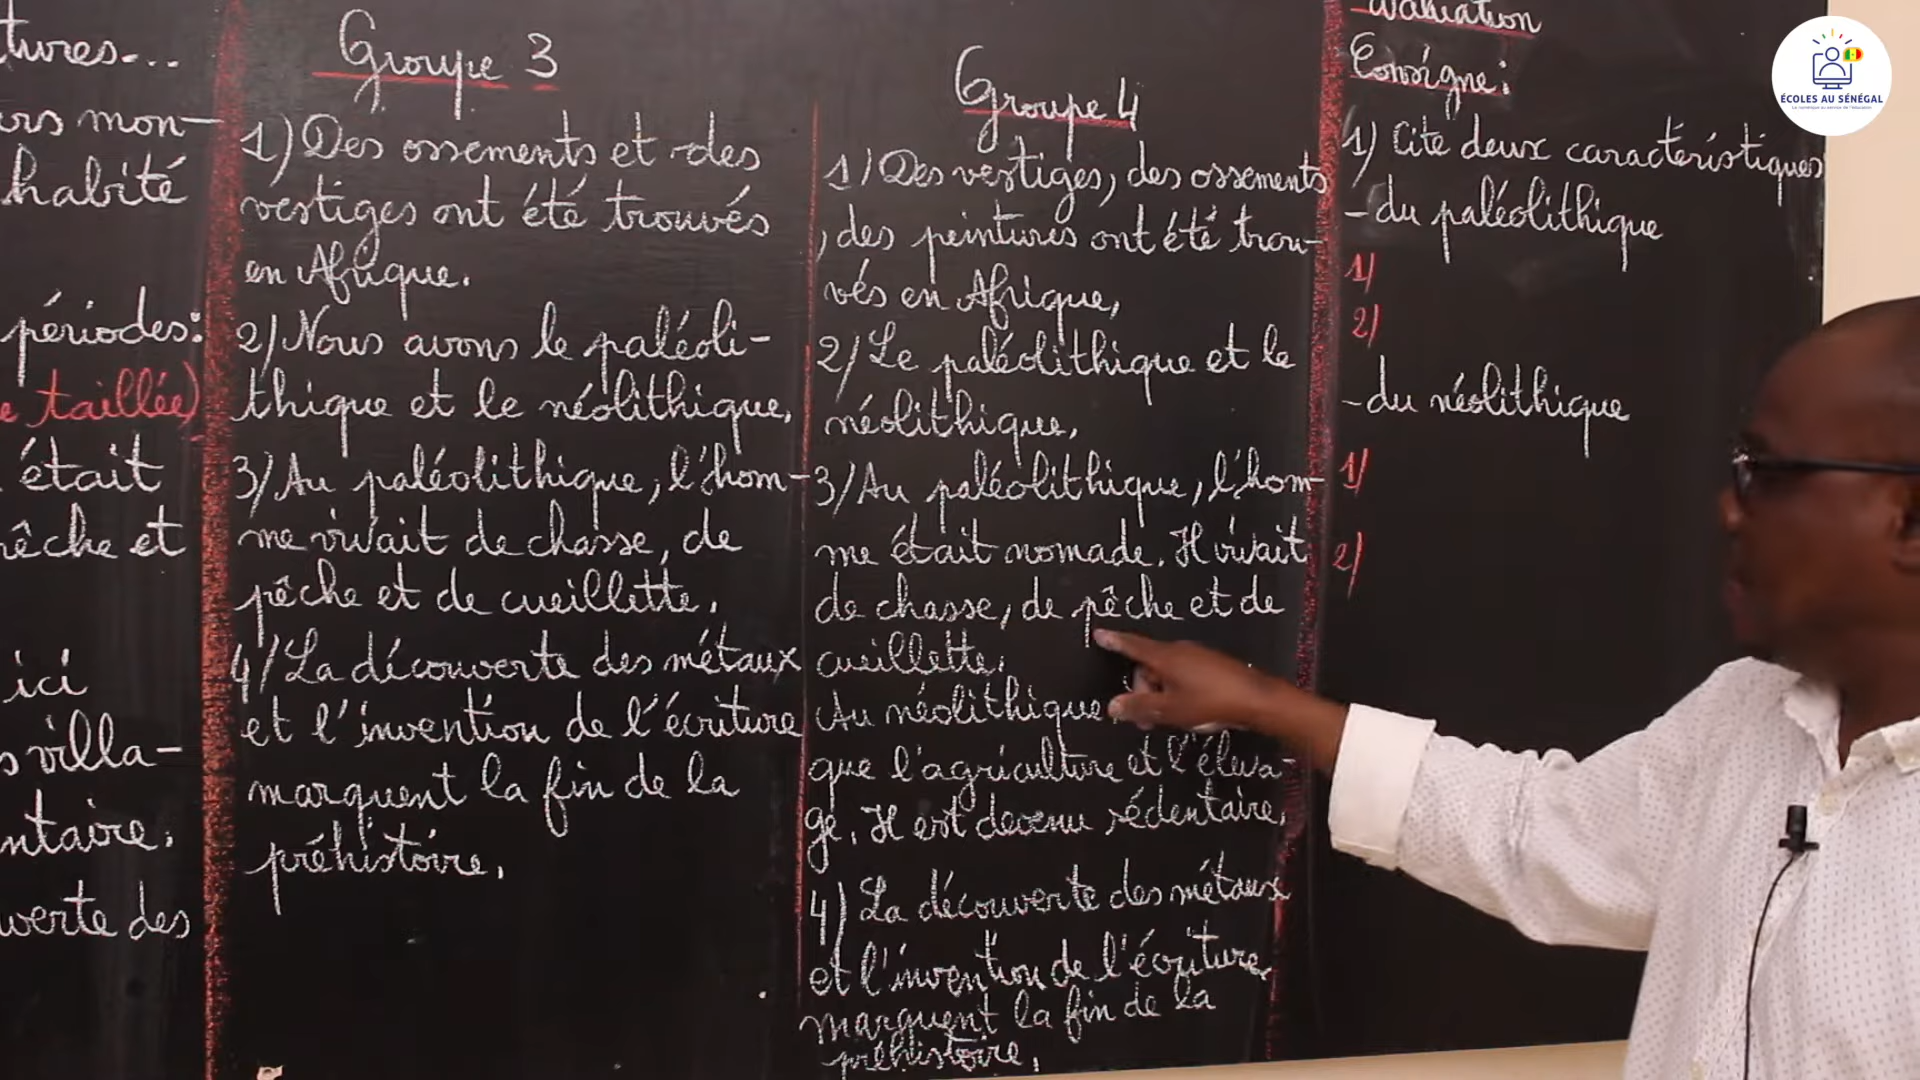 tures...
urs mon-
habité
périodes:
taillée)
était
pêche et
ici
villa-
ntaire.
verte des
Groupe 3
1) Des ossements et des
vestiges ont été trouvés
en Afrique.
2) Nous avons le paléoli-
thique et le néolithique.
3) Au paléolithique, l'hom-
me vivait de chasse, de
pêche et de cueillette.
4) La découverte des métaux
et l'invention de l'écriture
marquent la fin de la
préhistoire.
Groupe 4
1) Des vestiges, des ossements
, des peintures ont été trou-
vés en Afrique.
2) Le paléolithique et le
néolithique.
3) Au paléolithique, l'hom-
me était nomade. Il vivait
de chasse, de pêche et de
cueillette.
Au néolithique
que l'agriculture et l'éleva-
ge. Il est devenu sédentaire.
4) La découverte des métaux
et l'invention de l'écriture
marquent la fin de la
préhistoire.
Evaluation
Consigne:
1) Cite deux caractéristiques
- du paléolithique
1/
2/
- du néolithique
1/
2/
ÉCOLES AU SÉNÉGAL